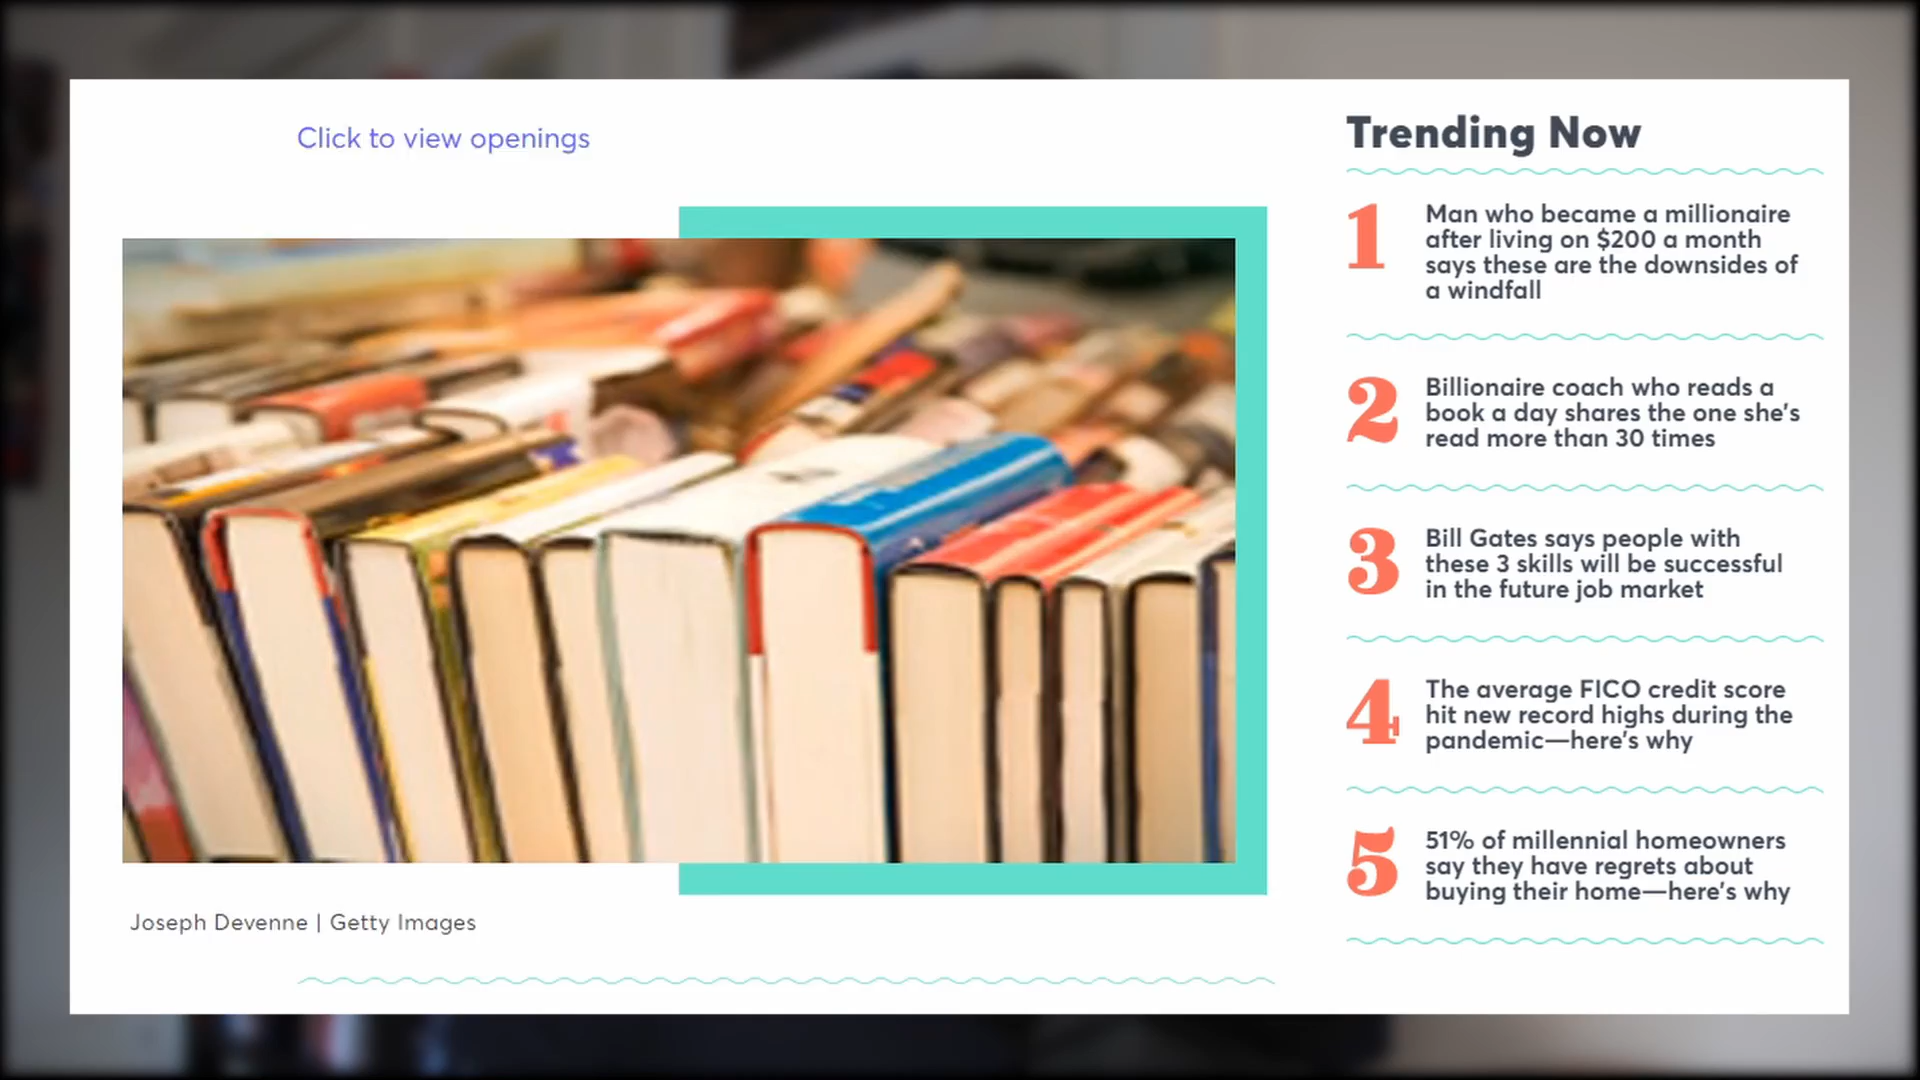 Click to view openings
Joseph Devenne | Getty Images
Trending Now
1
Man who became a millionaire
after living on $200 a month
says these are the downsides of
a windfall
2
Billionaire coach who reads a
book a day shares the one she's
read more than 30 times
3
Bill Gates says people with
these 3 skills will be successful
in the future job market
4
The average FICO credit score
hit new record highs during the
pandemic—here's why
5
51% of millennial homeowners
say they have regrets about
buying their home—here's why